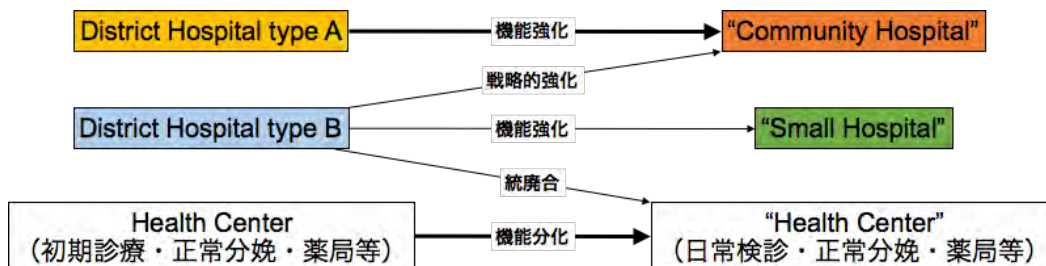 District Hospital type A
機能強化
“Community Hospital”
戦略的強化
District Hospital type B
機能強化
“Small Hospital”
統廃合
Health Center
（初期診療・正常分娩・薬局等）
機能分化
“Health Center”
（日常検診・正常分娩・薬局等）